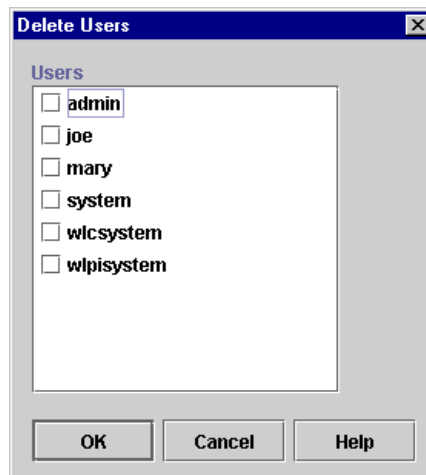 Delete Users
Users
admin
joe
mary
system
wlcsystem
wlpisystem
OK Cancel Help